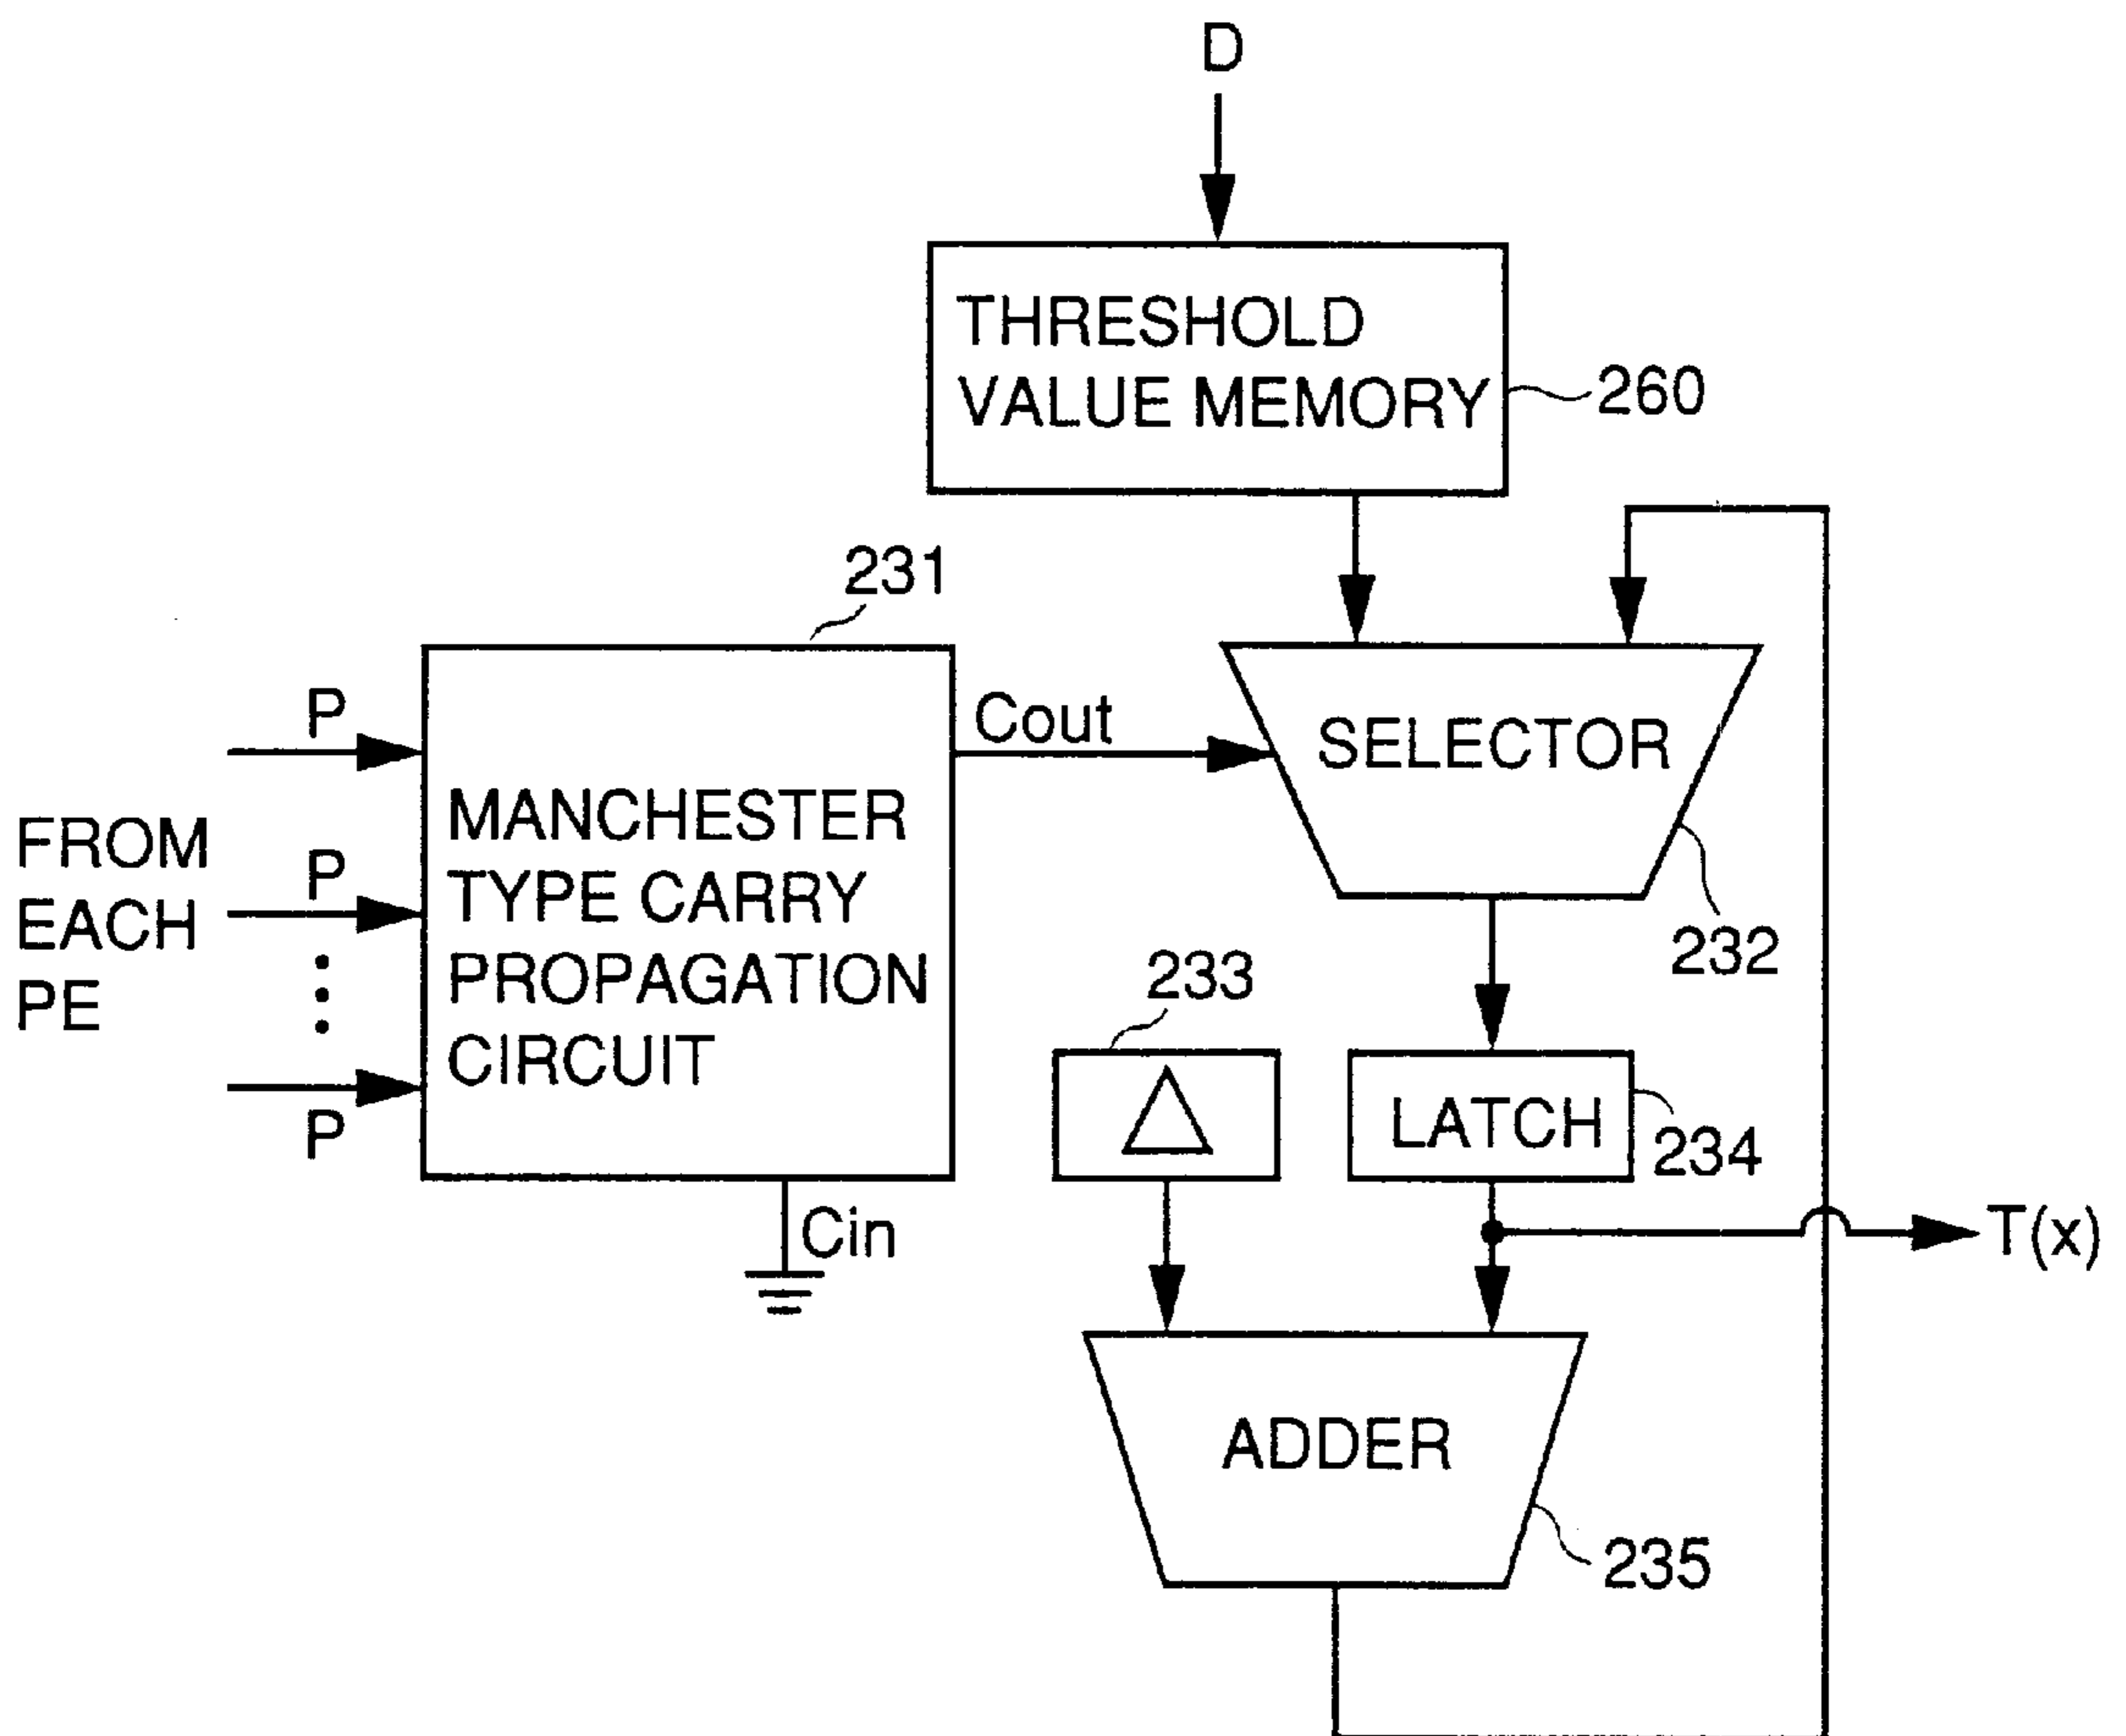 D
THRESHOLD
VALUE MEMORY
260
231
P
Cout
SELECTOR
MANCHESTER
TYPE CARRY
PROPAGATION
CIRCUIT
FROM
EACH
PE
P
P
232
233
△
LATCH
234
Cin
T(x)
ADDER
235